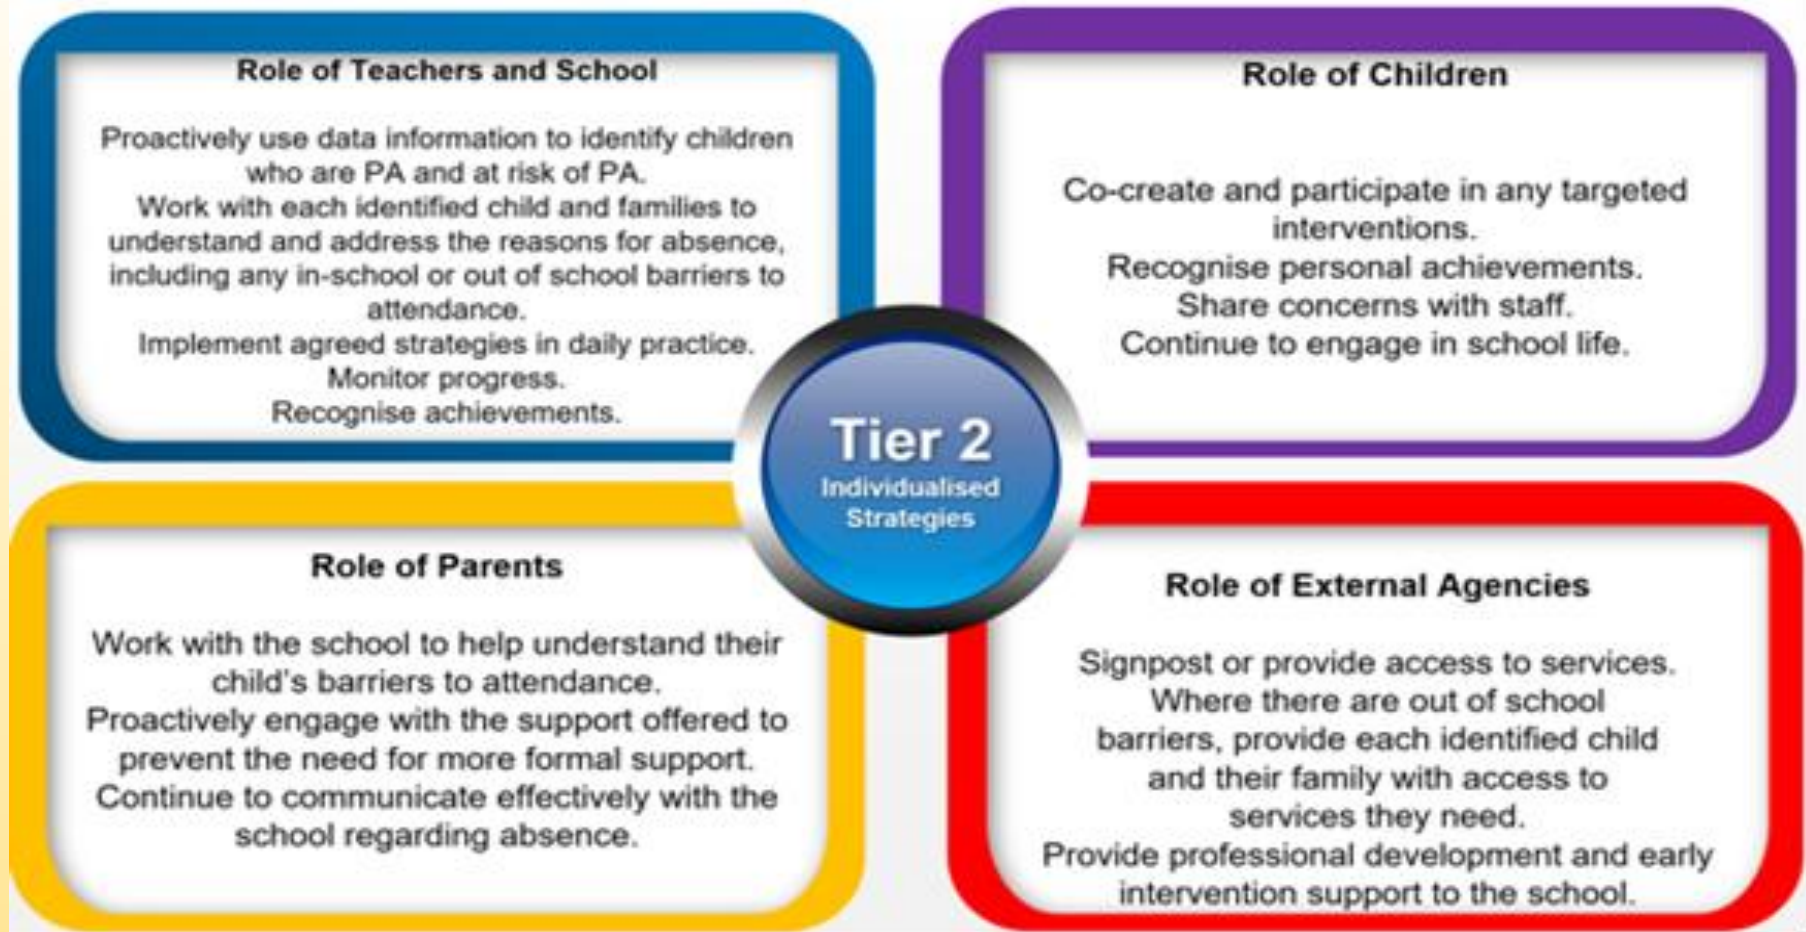 Role of Teachers and School
Proactively use data information to identify children
who are PA and at risk of PA.
Work with each identified child and families to
understand and address the reasons for absence,
including any in-school or out of school barriers to
attendance.
Implement agreed strategies in daily practice.
Monitor progress.
Recognise achievements.
Role of Children
Co-create and participate in any targeted
interventions.
Recognise personal achievements.
Share concerns with staff.
Continue to engage in school life.
Tier 2
Individualised
Strategies
Role of Parents
Work with the school to help understand their
child's barriers to attendance.
Proactively engage with the support offered to
prevent the need for more formal support.
Continue to communicate effectively with the
school regarding absence.
Role of External Agencies
Signpost or provide access to services.
Where there are out of school
barriers, provide each identified child
and their family with access to
services they need.
Provide professional development and early
intervention support to the school.